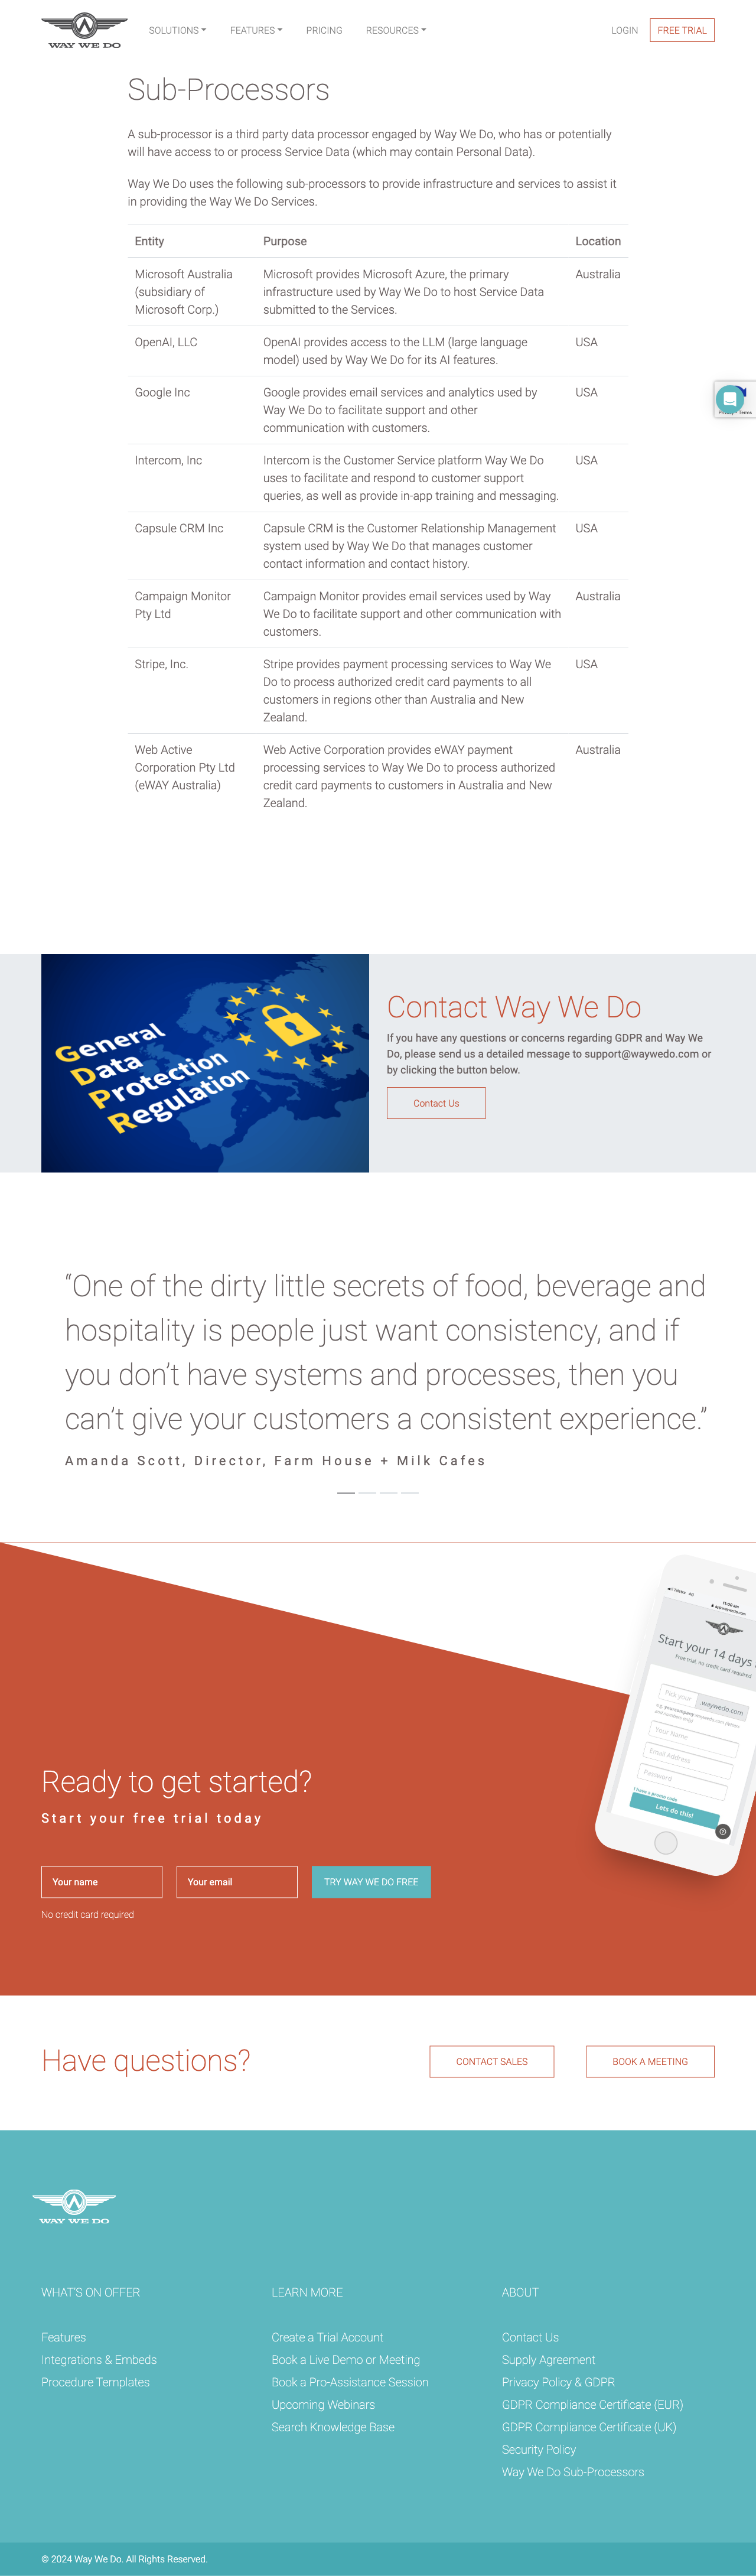 WAY WE DO
SOLUTIONS
FEATURES
PRICING
RESOURCES
LOGIN
FREE TRIAL
Sub-Processors
A sub-processor is a third party data processor engaged by Way We Do, who has or potentially
will have access to or process Service Data (which may contain Personal Data).
Way We Do uses the following sub-processors to provide infrastructure and services to assist it
in providing the Way We Do Services.
Entity
Purpose
Location
Microsoft Australia
(subsidiary of
Microsoft Corp.)
Microsoft provides Microsoft Azure, the primary
infrastructure used by Way We Do to host Service Data
submitted to the Services.
Australia
OpenAI, LLC
OpenAI provides access to the LLM (large language
model) used by Way We Do for its AI features.
USA
Google Inc
Google provides email services and analytics used by
Way We Do to facilitate support and other
communication with customers.
USA
Intercom, Inc
Intercom is the Customer Service platform Way We Do
uses to facilitate and respond to customer support
queries, as well as provide in-app training and messaging.
USA
Capsule CRM Inc
Capsule CRM is the Customer Relationship Management
system used by Way We Do that manages customer
contact information and contact history.
USA
Campaign Monitor
Pty Ltd
Campaign Monitor provides email services used by Way
We Do to facilitate support and other communication with
customers.
Australia
Stripe, Inc.
Stripe provides payment processing services to Way We
Do to process authorized credit card payments to all
customers in regions other than Australia and New
Zealand.
USA
Web Active
Corporation Pty Ltd
(eWAY Australia)
Web Active Corporation provides eWAY payment
processing services to Way We Do to process authorized
credit card payments to customers in Australia and New
Zealand.
Australia
General
Data
Protection
Regulation
Contact Way We Do
If you have any questions or concerns regarding GDPR and Way We
Do, please send us a detailed message to support@waywedo.com or
by clicking the button below.
Contact Us
“One of the dirty little secrets of food, beverage and
hospitality is people just want consistency, and if
you don’t have systems and processes, then you
can’t give your customers a consistent experience.”
Amanda Scott, Director, Farm House + Milk Cafes
11:00 am
app.waywedo.com
Start your 14 days
Free trial, no credit card required
Pick your
.waywedo.com
Your Name
Email Address
Password
I have a promo code
Lets do this!
Ready to get started?
Start your free trial today
Your name
Your email
TRY WAY WE DO FREE
No credit card required
Have questions?
CONTACT SALES
BOOK A MEETING
WAY WE DO
WHAT'S ON OFFER
Features
Integrations & Embeds
Procedure Templates
LEARN MORE
Create a Trial Account
Book a Live Demo or Meeting
Book a Pro-Assistance Session
Upcoming Webinars
Search Knowledge Base
ABOUT
Contact Us
Supply Agreement
Privacy Policy & GDPR
GDPR Compliance Certificate (EUR)
GDPR Compliance Certificate (UK)
Security Policy
Way We Do Sub-Processors
© 2024 Way We Do. All Rights Reserved.